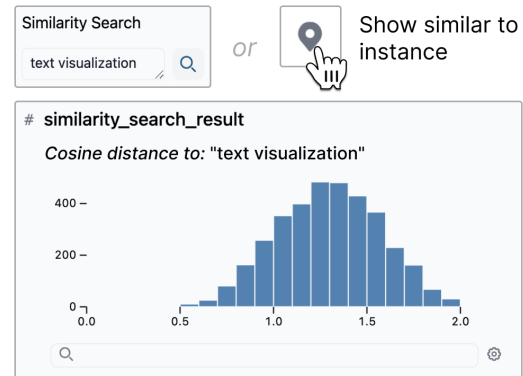 Similarity Search
text visualization
or
Show similar to
instance
# similarity_search_result
Cosine distance to: "text visualization"
400
200
0
0.0 0.5 1.0 1.5 2.0